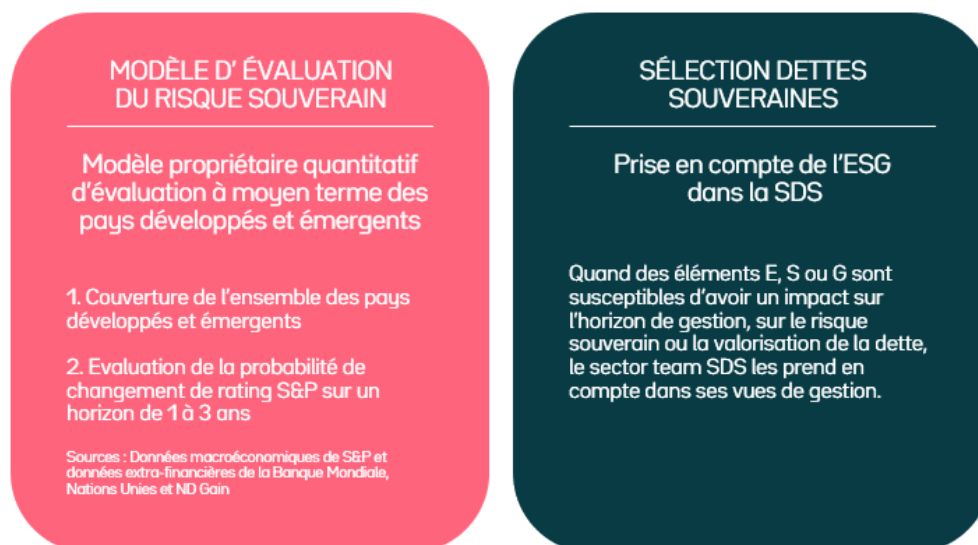 MODÈLE D' ÉVALUATION
DU RISQUE SOUVERAIN
Modèle propriétaire quantitatif
d'évaluation à moyen terme des
pays développés et émergents
1. Couverture de l'ensemble des pays
développés et émergents
2. Evaluation de la probabilité de
changement de rating S&P sur un
horizon de 1 à 3 ans
Sources : Données macroéconomiques de S&P et
données extra-financières de la Banque Mondiale,
Nations Unies et ND Gain
SÉLECTION DETTES
SOUVERAINES
Prise en compte de l'ESG
dans la SDS
Quand des éléments E, S ou G sont
susceptibles d'avoir un impact sur
l'horizon de gestion, sur le risque
souverain ou la valorisation de la dette,
le sector team SDS les prend en
compte dans ses vues de gestion.